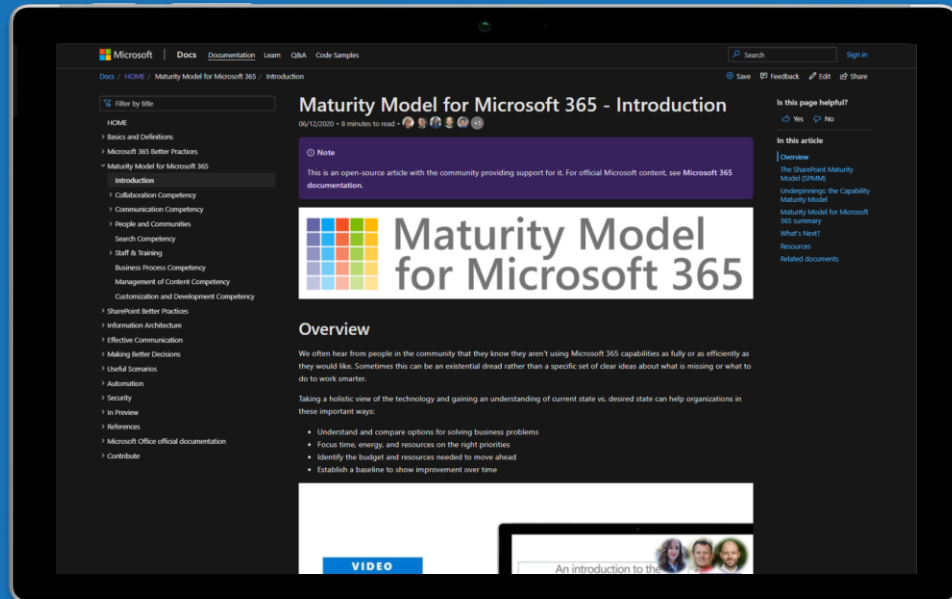 Microsoft | Docs Documentation Learn Q&A Code Samples
Search
Sign in
Docs / HOME / Maturity Model for Microsoft 365 / Introduction
Save Feedback Edit Share
Filter by title
HOME
Basics and Definitions
Microsoft 365 Better Practices
Maturity Model for Microsoft 365
Introduction
Collaboration Competency
Communication Competency
People and Communities
Search Competency
Staff & Training
Business Process Competency
Management of Content Competency
Customization and Development Competency
SharePoint Better Practices
Information Architecture
Effective Communication
Making Better Decisions
Useful Scenarios
Automation
Security
In Preview
References
Microsoft Office official documentation
Contribute
Maturity Model for Microsoft 365 - Introduction
06/12/2020 • 8 minutes to read •
+1
Note
This is an open-source article with the community providing support for it. For official Microsoft content, see Microsoft 365
documentation.
Maturity Model
for Microsoft 365
Overview
We often hear from people in the community that they know they aren't using Microsoft 365 capabilities as fully or as efficiently as
they would like. Sometimes this can be an existential dread rather than a specific set of clear ideas about what is missing or what to
do to work smarter.
Taking a holistic view of the technology and gaining an understanding of current state vs. desired state can help organizations in
these important ways:
• Understand and compare options for solving business problems
• Focus time, energy, and resources on the right priorities
• Identify the budget and resources needed to move ahead
• Establish a baseline to show improvement over time
VIDEO
An introduction to the
Is this page helpful?
Yes No
In this article
Overview
The SharePoint Maturity
Model (SPMM)
Underpinnings: the Capability
Maturity Model
Maturity Model for Microsoft
365 summary
What's Next?
Resources
Related documents